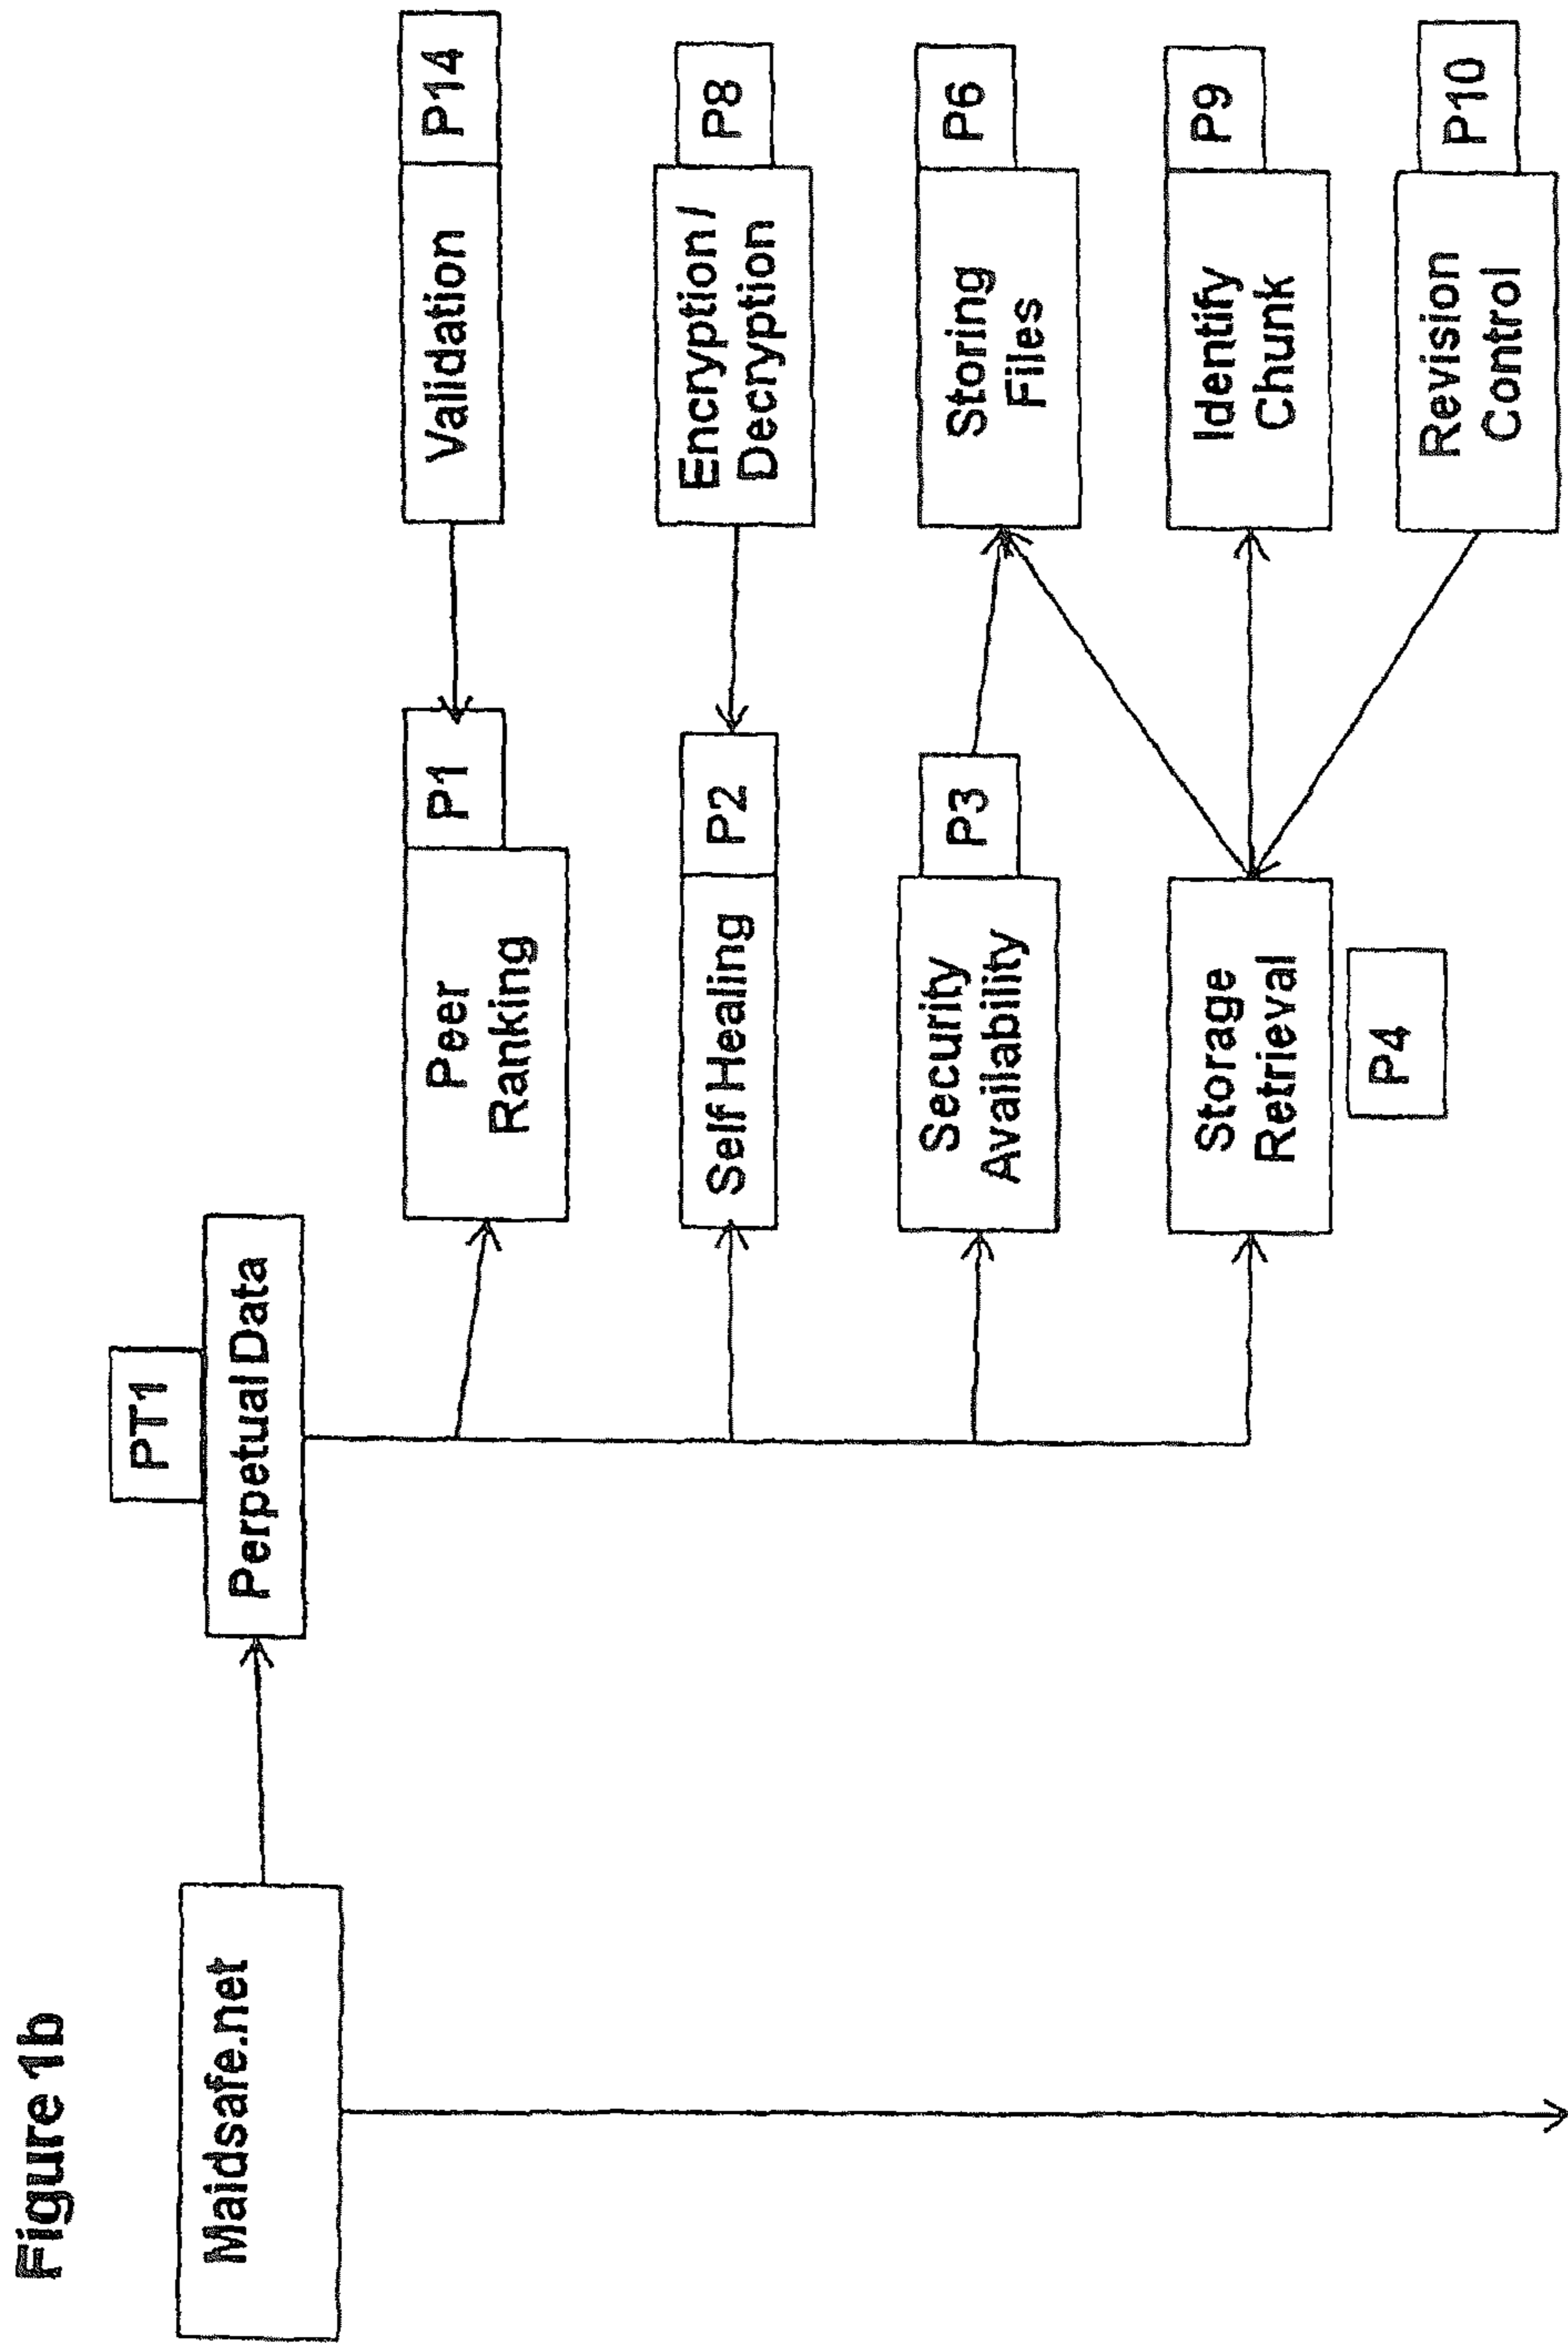 Figure 1b
Maidsafe.net
PT1
Perpetual Data
Peer
Ranking
P1
Validation
P14
Self Healing
P2
Encryption /
Decryption
P8
Security
Availability
P3
Storing
Files
P6
Storage
Retrieval
P4
Identify
Chunk
P9
Revision
Control
P10